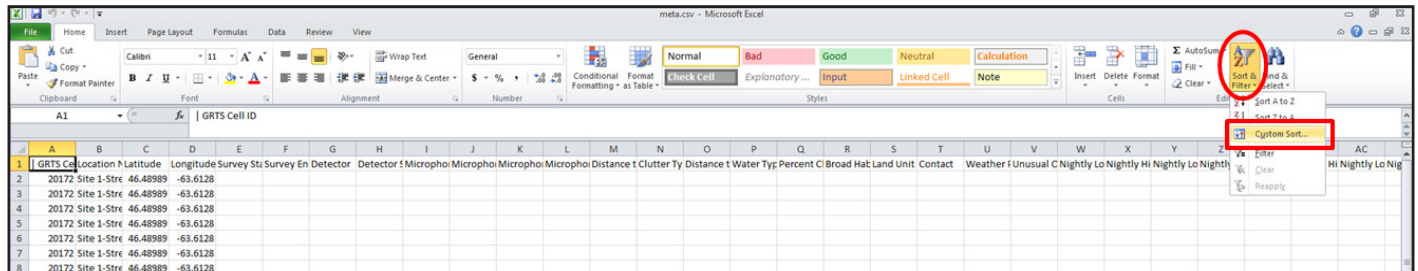 meta.csv - Microsoft Excel
File Home Insert Page Layout Formulas Data Review View
Cut
Copy
Format Painter
Paste
Calibri 11 A A
B I U A
Wrap Text
Merge & Center
General
$ % , .0 .00 .00 .0
Conditional Formatting
Format as Table
Normal Bad Good Neutral Calculation
Check Cell Explanatory ... Input Linked Cell Note
Insert Delete Format
Σ AutoSum
Fill
Clear
Sort & Filter
Select
Clipboard Font Alignment Number Styles Cells
Sort A to Z
Sort Z to A
Custom Sort...
Filter
Clear
Reapply
A1 fx | GRTS Cell ID
A B C D E F G H I J K L M N O P Q R S T U V W X Y Z AC
1 | GRTS Ce Location N Latitude Longitude Survey Sta Survey En Detector Detector S Microphoi Microphoi Microphoi Microphoi Distance t Clutter Ty Distance t Water Typ Percent Cl Broad Hab Land Unit Contact Weather P Unusual C Nightly Lo Nightly Hi Nightly Lo Nightly Hi Nightly Lo Nig
2 20172 Site 1-Stre 46.48989 -63.6128
3 20172 Site 1-Stre 46.48989 -63.6128
4 20172 Site 1-Stre 46.48989 -63.6128
5 20172 Site 1-Stre 46.48989 -63.6128
6 20172 Site 1-Stre 46.48989 -63.6128
7 20172 Site 1-Stre 46.48989 -63.6128
8 20172 Site 1-Stre 46.48989 -63.6128